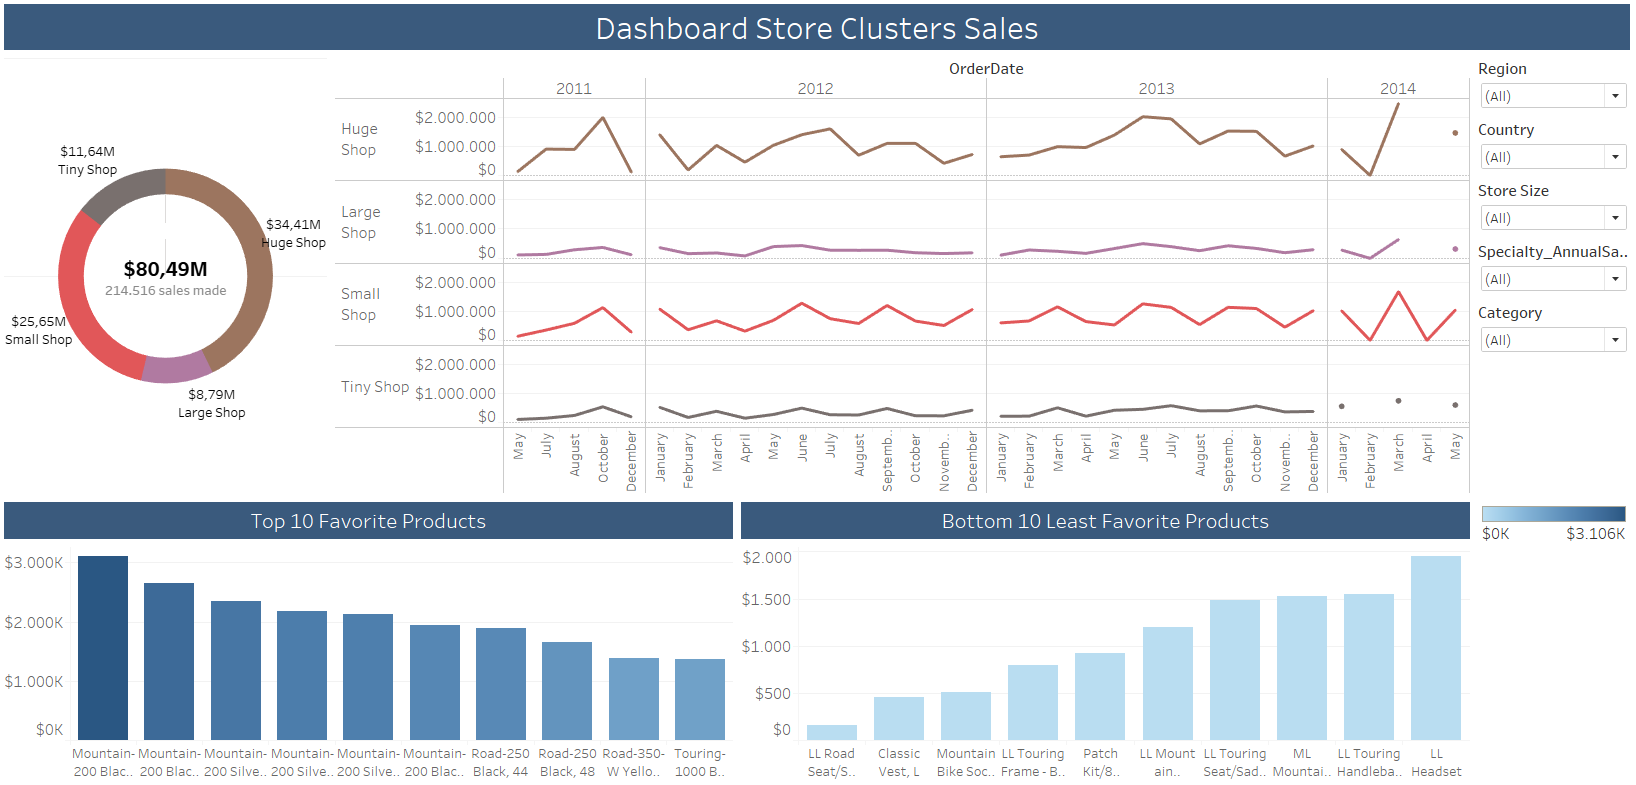 Dashboard Store Clusters Sales
$11,64M
Tiny Shop
$34,41M
Huge Shop
$80,49M
214.516 sales made
$25,65M
Small Shop
$8,79M
Large Shop
OrderDate
2011 2012 2013 2014
Huge Shop
$2.000.000
$1.000.000
$0
Large Shop
$2.000.000
$1.000.000
$0
Small Shop
$2.000.000
$1.000.000
$0
Tiny Shop
$2.000.000
$1.000.000
$0
May July August October December January February March April May June July August Septemb.. October Novemb.. December January February March April May June July August Septemb.. October Novemb.. December January February March April May
Region
(All)
Country
(All)
Store Size
(All)
Specialty_AnnualSa..
(All)
Category
(All)
Top 10 Favorite Products
$3.000K
$2.000K
$1.000K
$0K
Mountain- Mountain- Mountain- Mountain- Mountain- Mountain- Road-250 Road-250 Road-350- Touring-
200 Blac.. 200 Blac.. 200 Silve.. 200 Silve.. 200 Silve.. 200 Blac.. Black, 44 Black, 48 W Yello.. 1000 B..
Bottom 10 Least Favorite Products
$2.000
$1.500
$1.000
$500
$0
LL Road Classic Mountain LL Touring Patch LL Mount LL Touring ML LL Touring LL
Seat/S.. Vest, L Bike Soc.. Frame - B.. Kit/8.. ain.. Seat/Sad.. Mountai.. Handleba.. Headset
$0K $3.106K